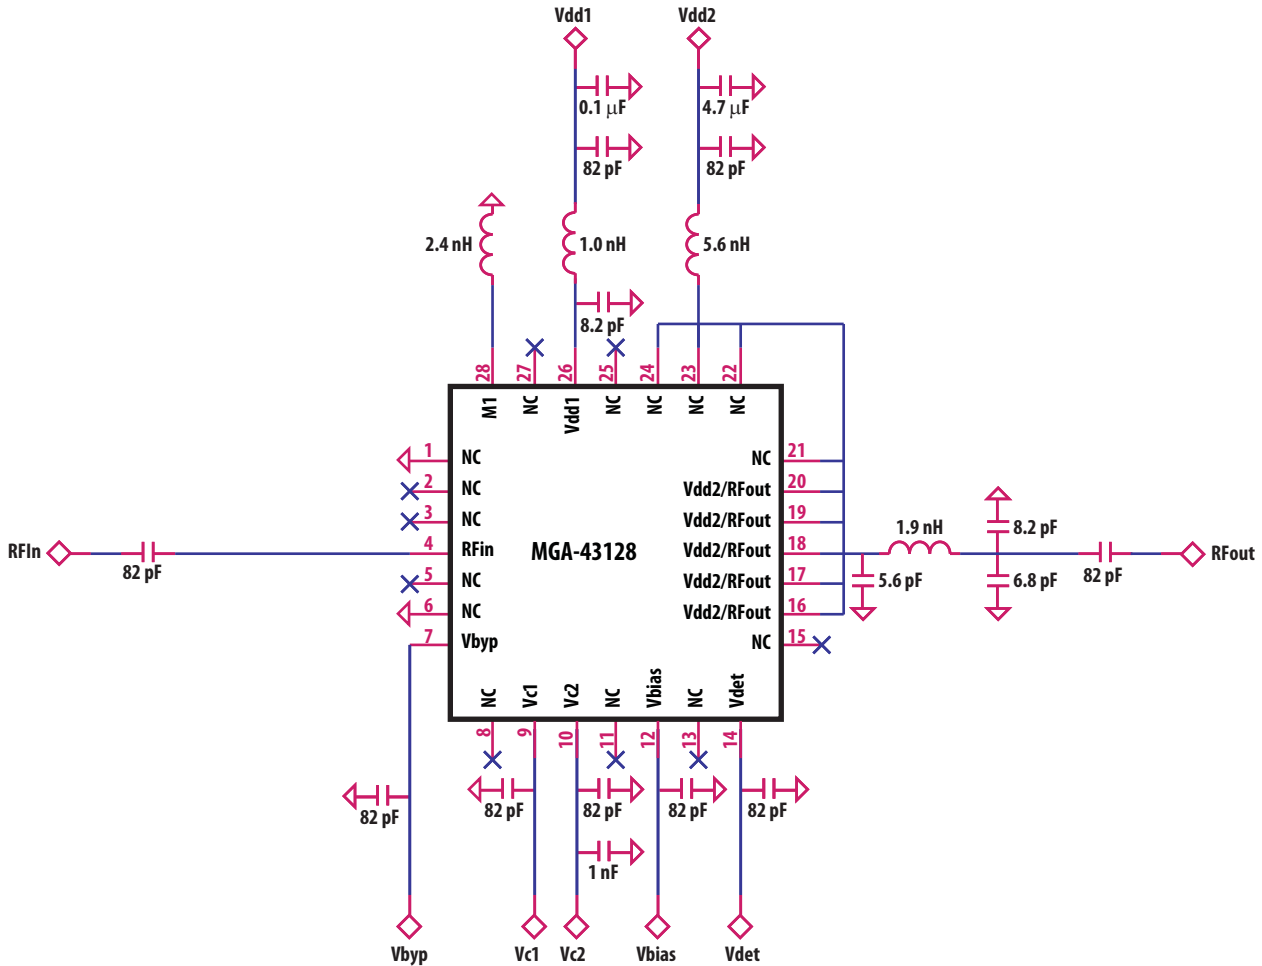 Vdd1 Vdd2
0.1 µF 4.7 µF
82 pF 82 pF
2.4 nH 1.0 nH 5.6 nH
8.2 pF
28 27 26 25 24 23 22
M1 NC Vdd1 NC NC NC NC
1 NC NC 21
2 NC Vdd2/RFout 20
3 NC Vdd2/RFout 19
1.9 nH 8.2 pF
RFIn 82 pF 4 RFin MGA-43128 Vdd2/RFout 18 RFout
5 NC Vdd2/RFout 17 5.6 pF 6.8 pF 82 pF
6 NC Vdd2/RFout 16
7 Vbyp NC 15
NC Vc1 Vc2 NC Vbias NC Vdet
8 9 10 11 12 13 14
82 pF 82 pF 82 pF 82 pF 82 pF
1 nF
Vbyp Vc1 Vc2 Vbias Vdet